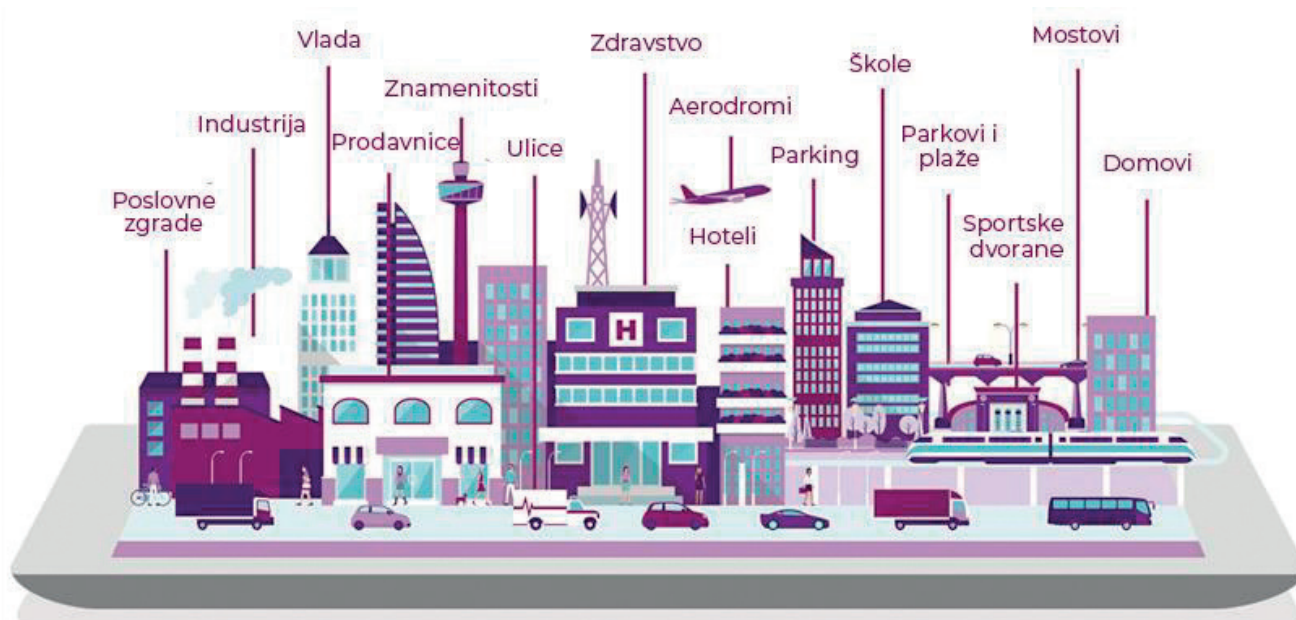 Vlada
Zdravstvo
Mostovi
Znamenitosti
Škole
Industrija
Aerodromi
Prodavnice
Ulice
Parking
Parkovi i
plaže
Domovi
Poslovne
zgrade
Hoteli
Sportske
dvorane
H